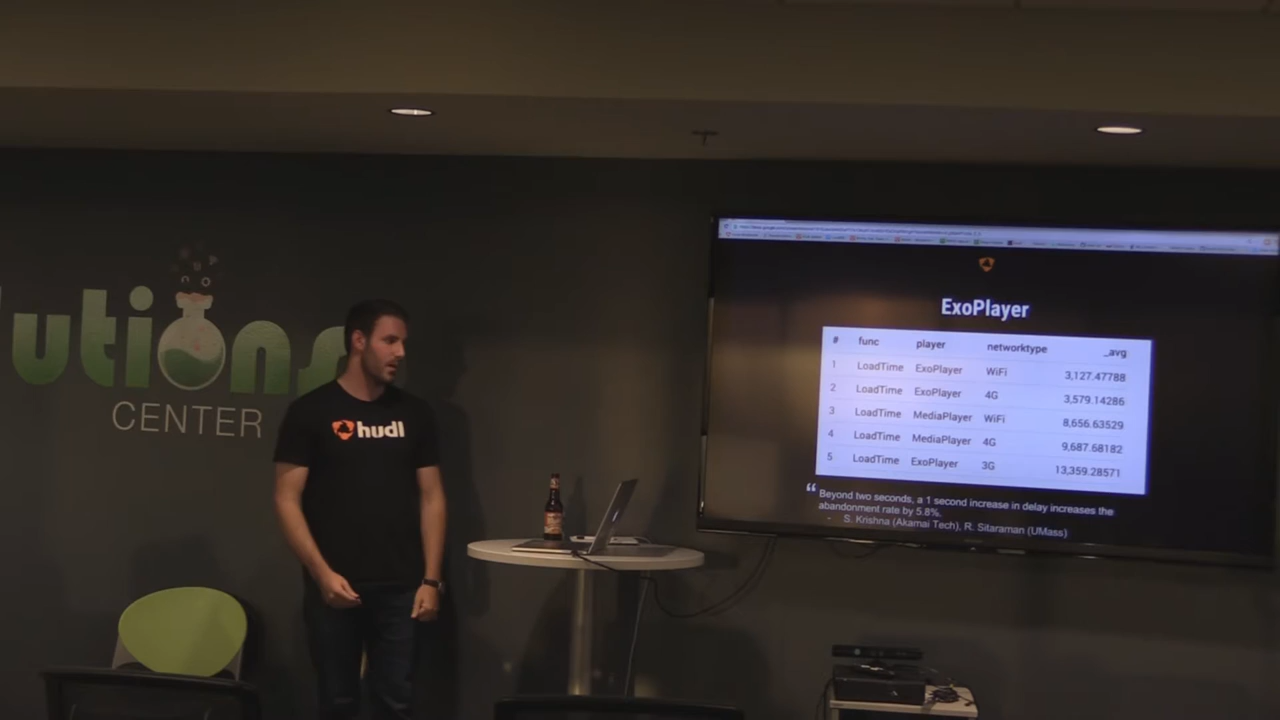 utions
CENTER
hudl
ExoPlayer
# func player networktype _avg
1 LoadTime ExoPlayer WiFi 3,127.47788
2 LoadTime ExoPlayer 4G 3,579.14286
3 LoadTime MediaPlayer WiFi 8,656.63529
4 LoadTime MediaPlayer 4G 9,687.68182
5 LoadTime ExoPlayer 3G 13,359.28571
“ Beyond two seconds, a 1 second increase in delay increases the
abandonment rate by 5.8%.
- S. Krishna (Akamai Tech), R. Sitaraman (UMass)